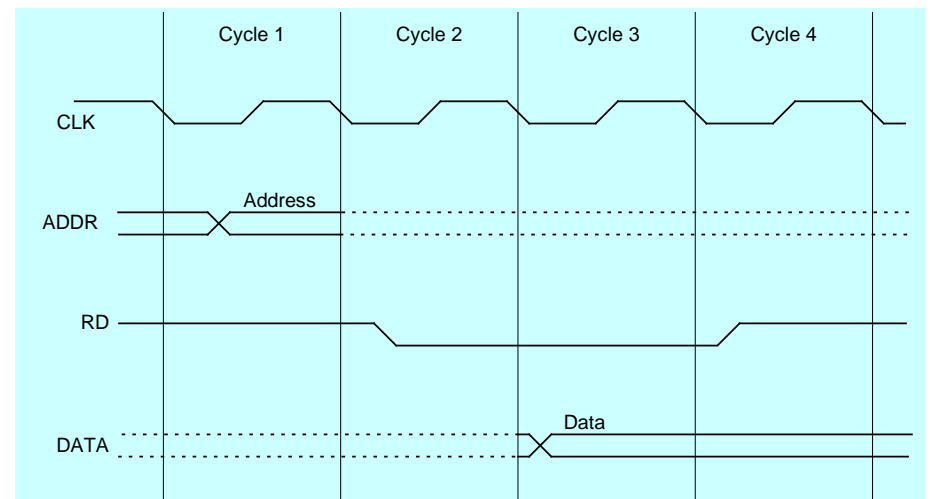 Cycle 1 Cycle 2 Cycle 3 Cycle 4
CLK
Address
ADDR
RD
Data
DATA